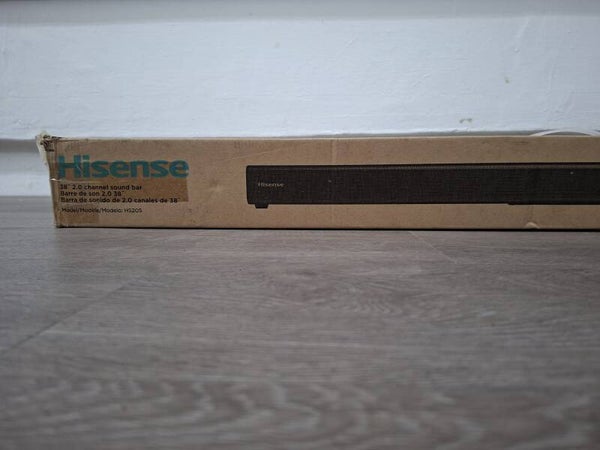 Hisense
38" 2.0 channel sound bar
Barre de son 2.0 38"
Barra de sonido de 2.0 canales de 38"
Model/Modèle/Modelo: HS205
Hisense